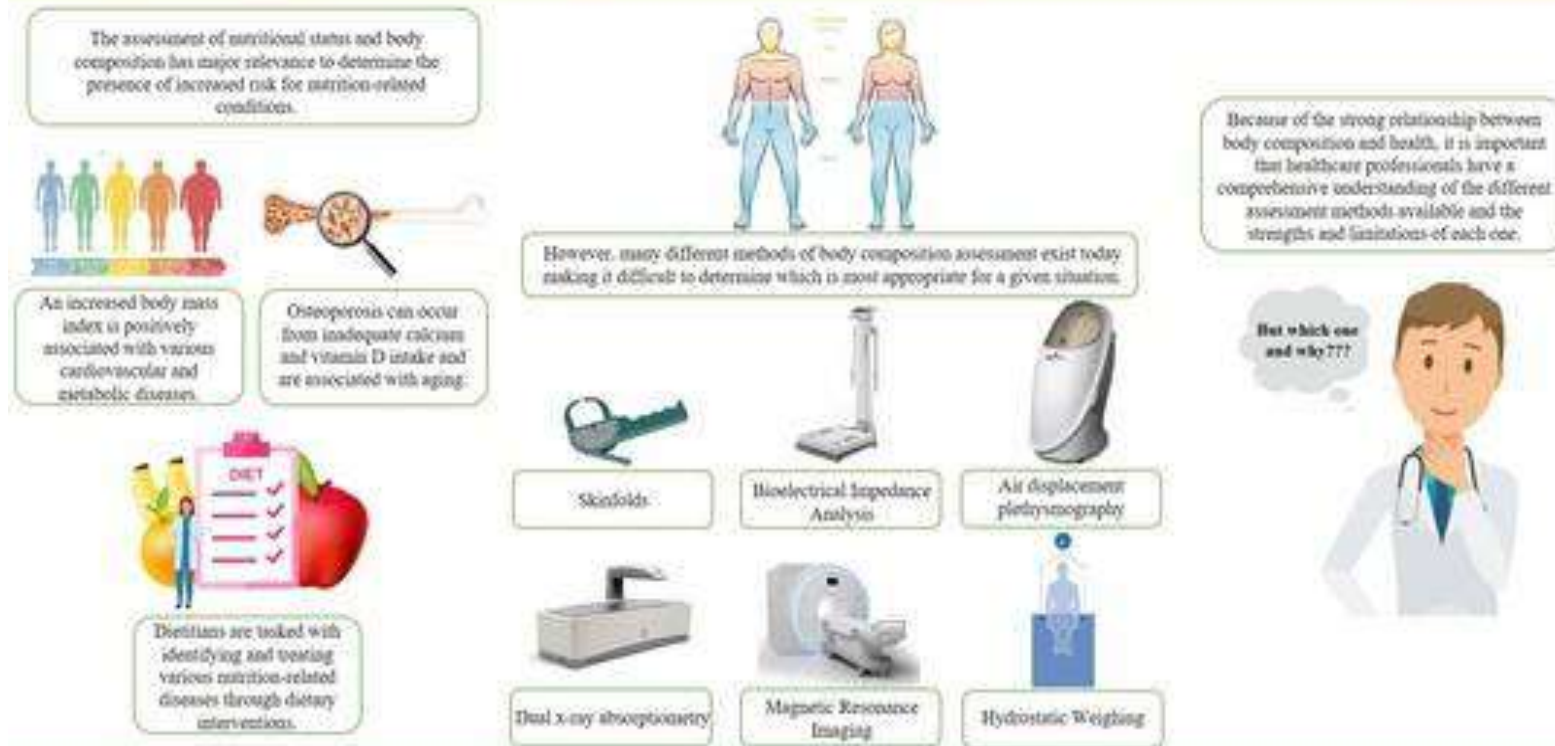 The assessment of nutritional status and body
composition has major relevance to determine the
presence of increased risk for nutrition-related
conditions.
An increased body mass
index is positively
associated with various
cardiovascular and
metabolic diseases.
Osteoporosis can occur
from inadequate calcium
and vitamin D intake and
are associated with aging.
DIET
Dietitians are tasked with
identifying and treating
various nutrition-related
diseases through dietary
interventions.
However, many different methods of body composition assessment exist today
making it difficult to determine which is most appropriate for a given situation.
Skinfolds
Bioelectrical Impedance
Analysis
Air displacement
plethysmography
Dual x-ray absorptiometry
Magnetic Resonance
Imaging
Hydrostatic Weighing
Because of the strong relationship between
body composition and health, it is important
that healthcare professionals have a
comprehensive understanding of the different
assessment methods available and the
strengths and limitations of each one.
But which one
and why???